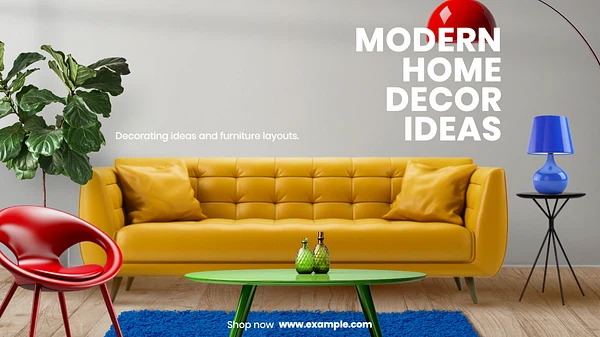 MODERN
HOME
DECOR
IDEAS
Decorating ideas and furniture layouts.
Shop now www.example.com